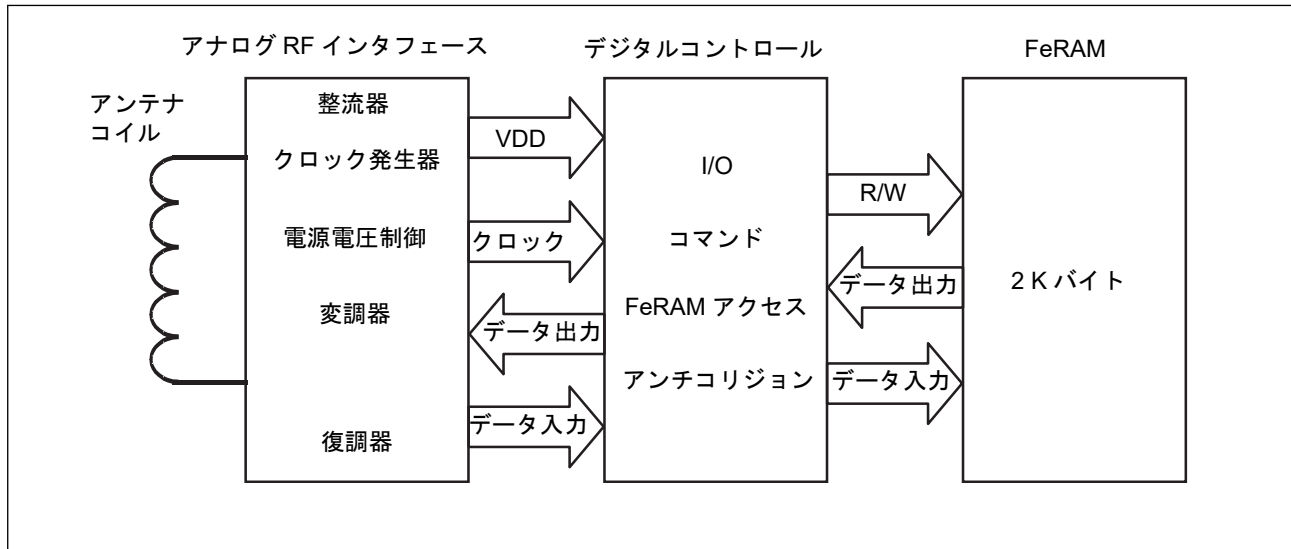 アナログ RF インタフェース
デジタルコントロール
FeRAM
アンテナ
コイル
整流器
クロック発生器
電源電圧制御
変調器
復調器
VDD
クロック
データ出力
データ入力
I/O
コマンド
FeRAM アクセス
アンチコリジョン
R/W
データ出力
データ入力
2 K バイト